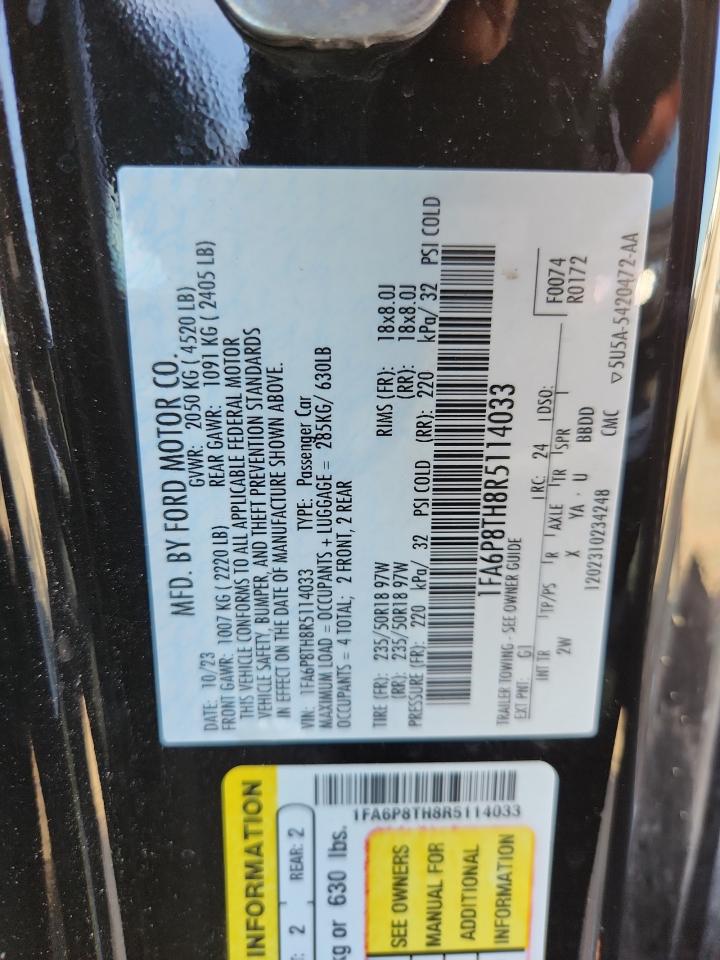 MFD. BY FORD MOTOR CO.
DATE: 10/23 GVWR: 2050 KG ( 4520 LB)
FRONT GAWR: 1007 KG (2220 LB) REAR GAWR: 1091 KG ( 2405 LB)
THIS VEHICLE CONFORMS TO ALL APPLICABLE FEDERAL MOTOR
VEHICLE SAFETY, BUMPER, AND THEFT PREVENTION STANDARDS
IN EFFECT ON THE DATE OF MANUFACTURE SHOWN ABOVE.
VIN: 1FA6P8TH8R5114033 TYPE: Passenger Car
MAXIMUM LOAD = OCCUPANTS + LUGGAGE = 285KG/ 630LB
OCCUPANTS = 4 TOTAL; 2 FRONT, 2 REAR
TIRE (FR): 235/50R18 97W RIMS (FR): 18x8.0J
(RR): 235/50R18 97W (RR): 18x8.0J
PRESSURE (FR): 220 kPa/ 32 PSI COLD (RR): 220 kPa/ 32 PSI COLD
1FA6P8TH8R5114033
TRAILER TOWING - SEE OWNER GUIDE
EXT PNT: G1 RC: 24 DSO: F0074
INT TR TP/PS R AXLE TR SPR R0172
2W X YA . U BBDD
1202310234248 CMC ▽5U5A-5420472-AA
INFORMATION
2 REAR: 2
kg or 630 lbs.
1FA6P8TH8R5114033
SEE OWNERS
MANUAL FOR
ADDITIONAL
INFORMATION